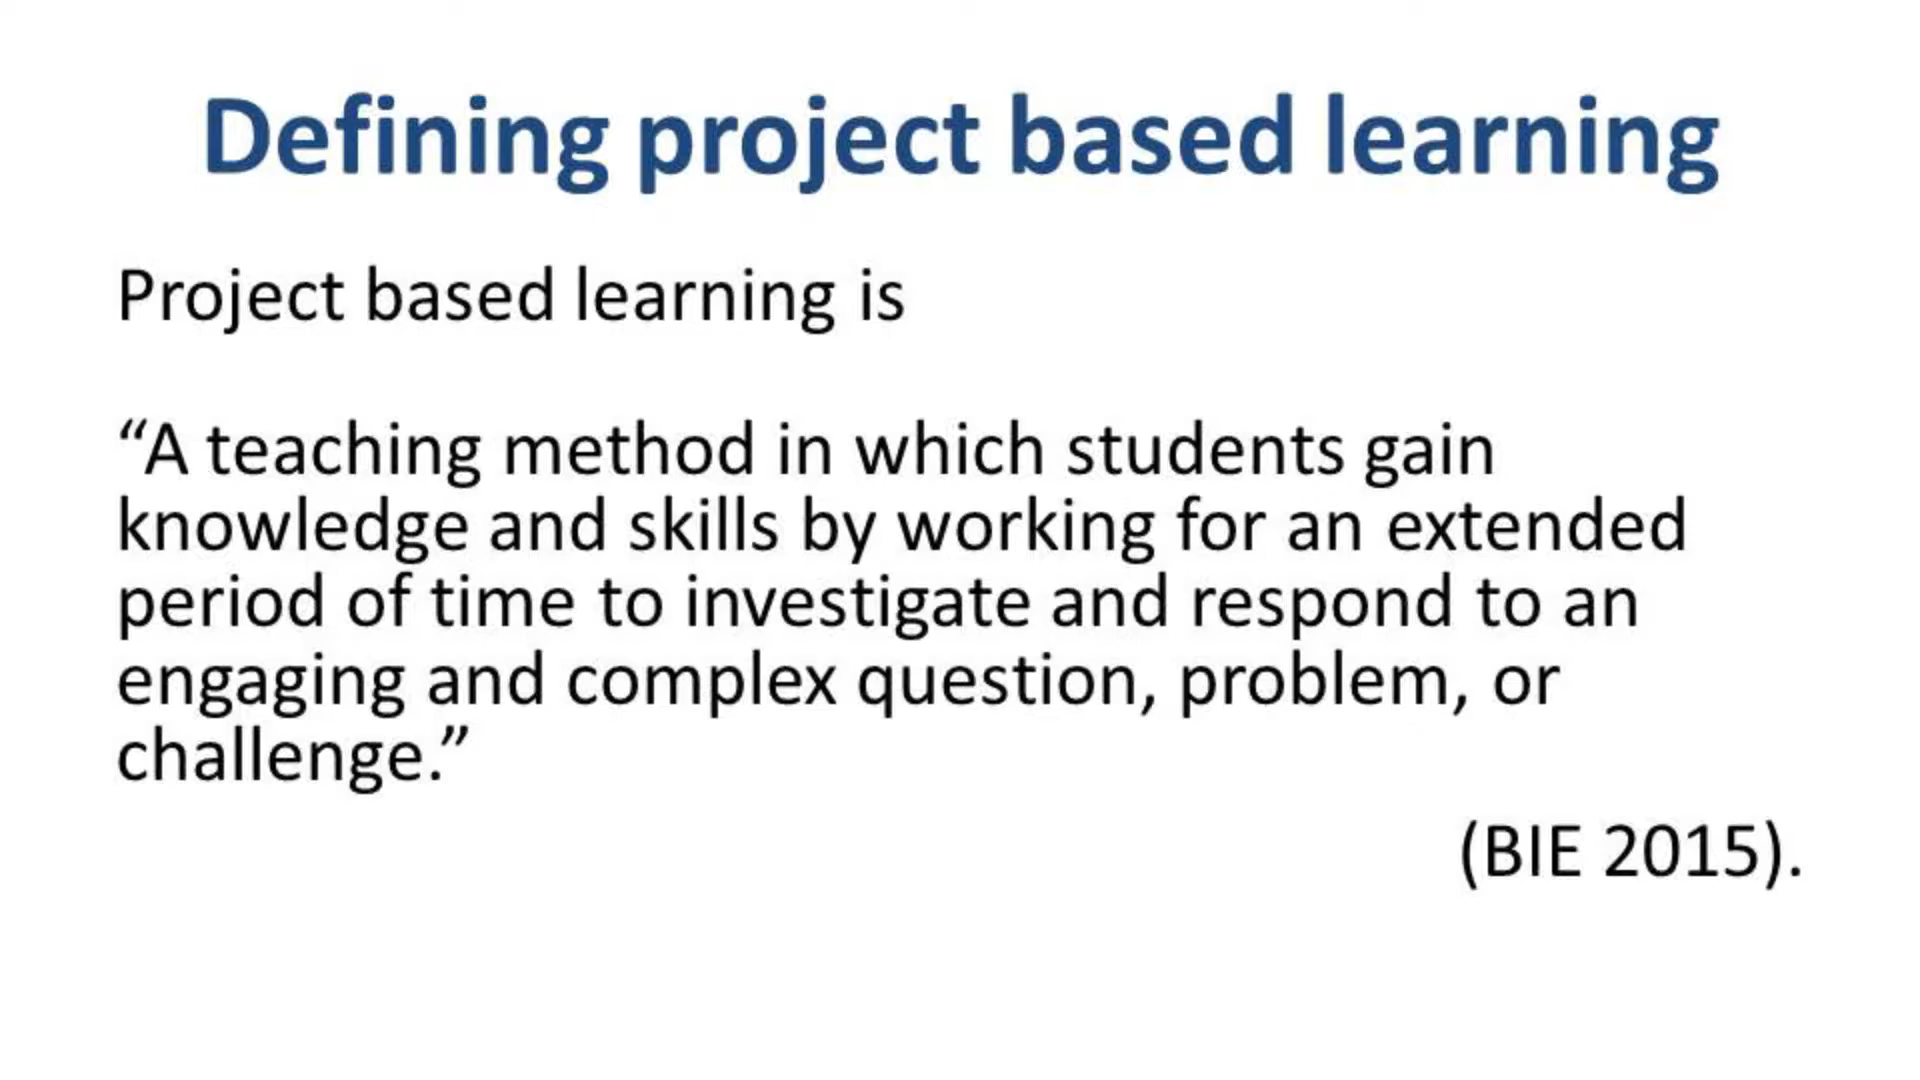 Defining project based learning
Project based learning is
“A teaching method in which students gain
knowledge and skills by working for an extended
period of time to investigate and respond to an
engaging and complex question, problem, or
challenge.”
(BIE 2015).